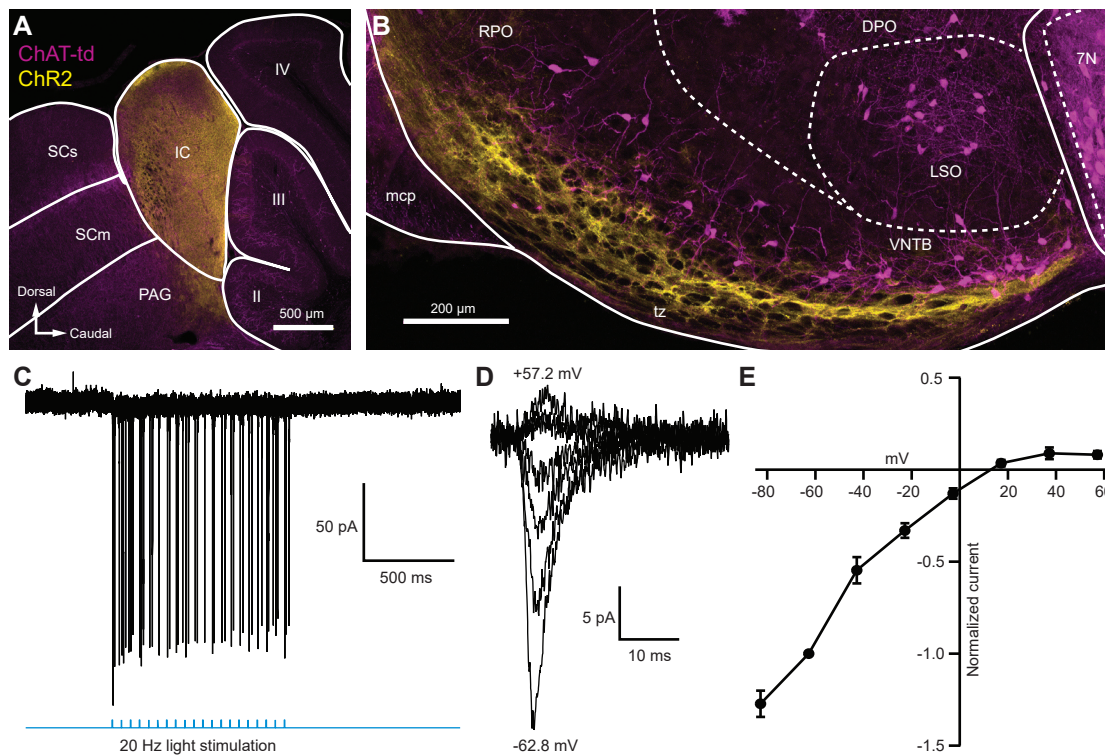 A
ChAT-td
ChR2
IV
SCs
IC
III
SCm
PAG
II
Dorsal
Caudal
500 µm
B
RPO
DPO
7N
LSO
mcp
VNTB
200 µm
tz
C
50 pA
500 ms
20 Hz light stimulation
D
+57.2 mV
5 pA
10 ms
-62.8 mV
E
0.5
mV
-80 -60 -40 -20 20 40 60
-0.5
-1.0
-1.5
Normalized current